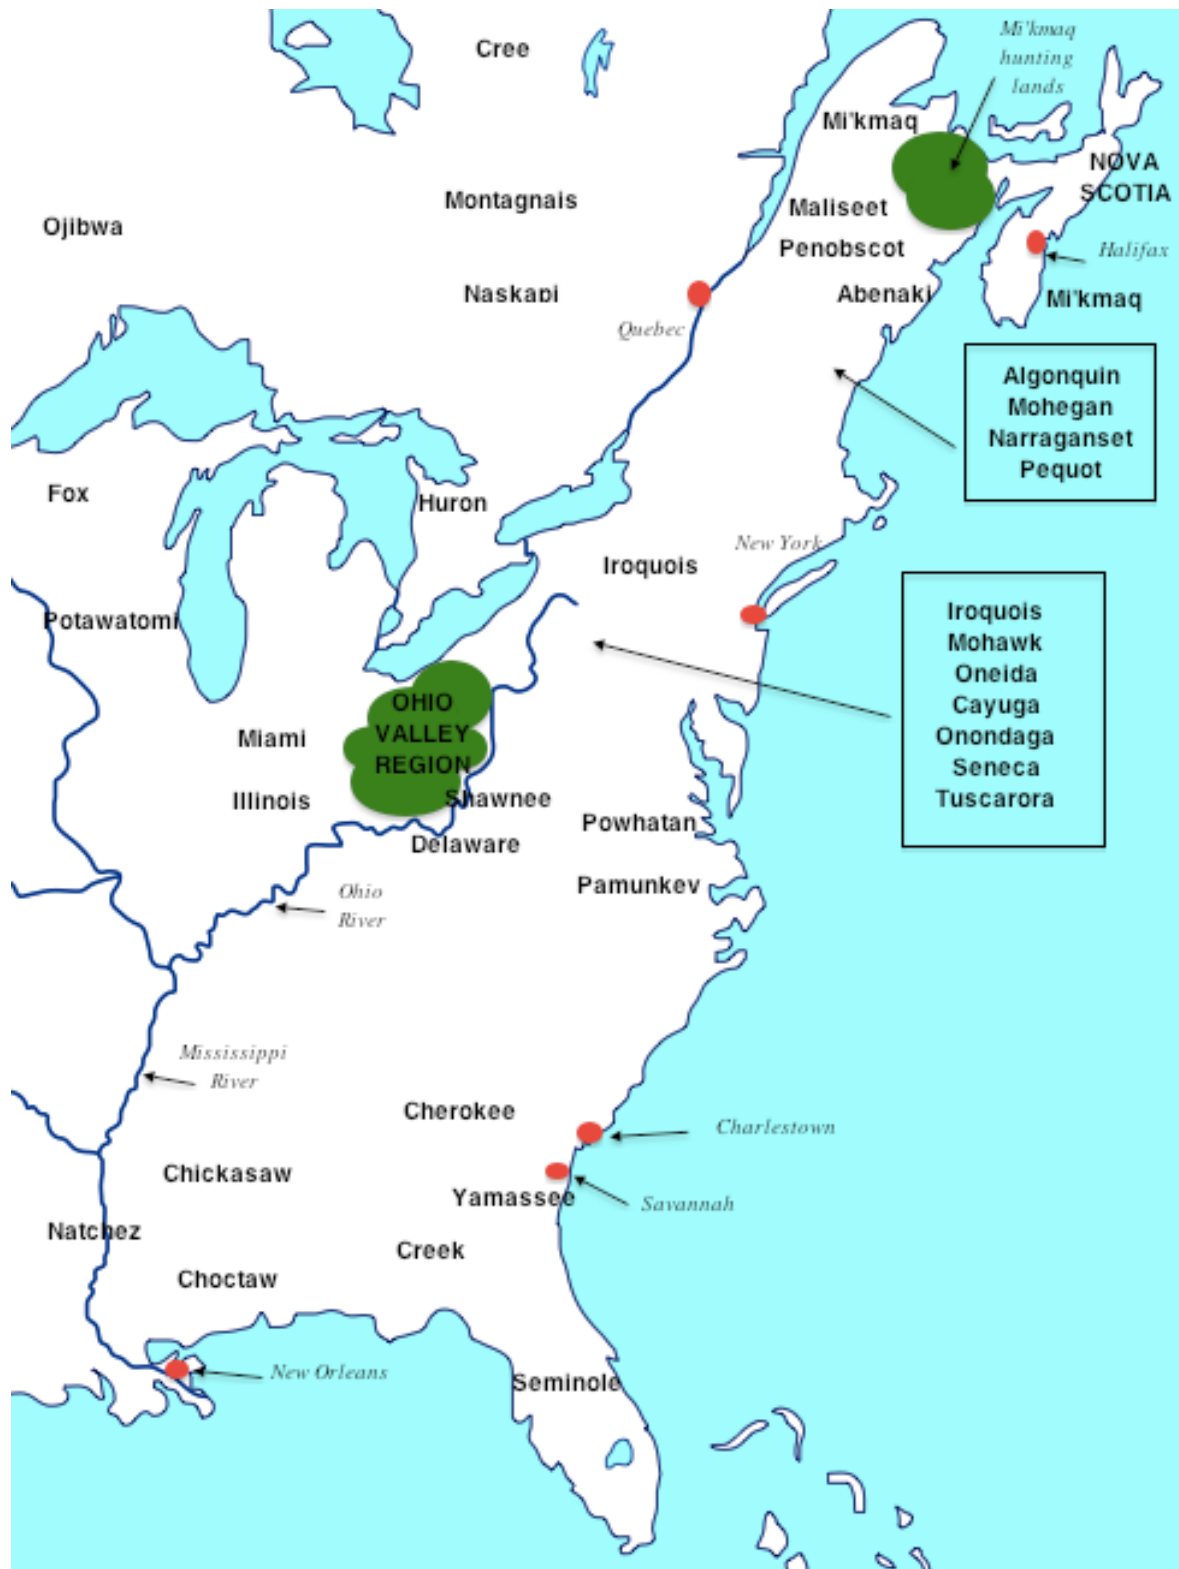 Mi'kmaq
hunting
lands
Cree
Mi'kmaq
NOVA
SCOTIA
Montagnais
Maliseet
Ojibwa
Penobscot
Halifax
Naskapi
Abenaki
Mi'kmaq
Quebec
Algonquin
Mohegan
Narraganset
Pequot
Fox
Huron
New York
Iroquois
Potawatomi
Iroquois
Mohawk
Oneida
Cayuga
Onondaga
Seneca
Tuscarora
OHIO
VALLEY
REGION
Miami
Illinois
Shawnee
Powhatan
Delaware
Pamunkey
Ohio
River
Mississippi
River
Cherokee
Charlestown
Chickasaw
Yamassee
Savannah
Natchez
Creek
Choctaw
New Orleans
Seminole